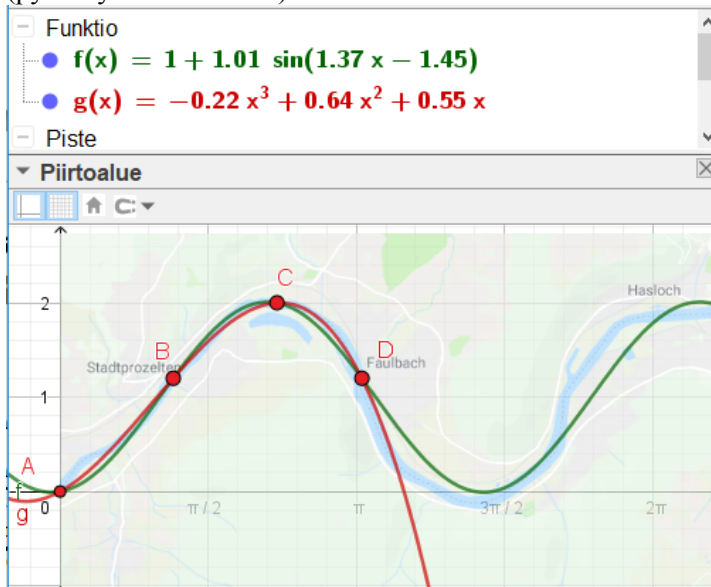 Funktio
f(x) = 1 + 1.01 sin(1.37 x − 1.45)
g(x) = −0.22 x³ + 0.64 x² + 0.55 x
Piste
Piirtoalue
C
2
Hasloch
B
D
Stadtprozelten
Faulbach
1
A
f
g
0
π / 2
π
3π / 2
2π